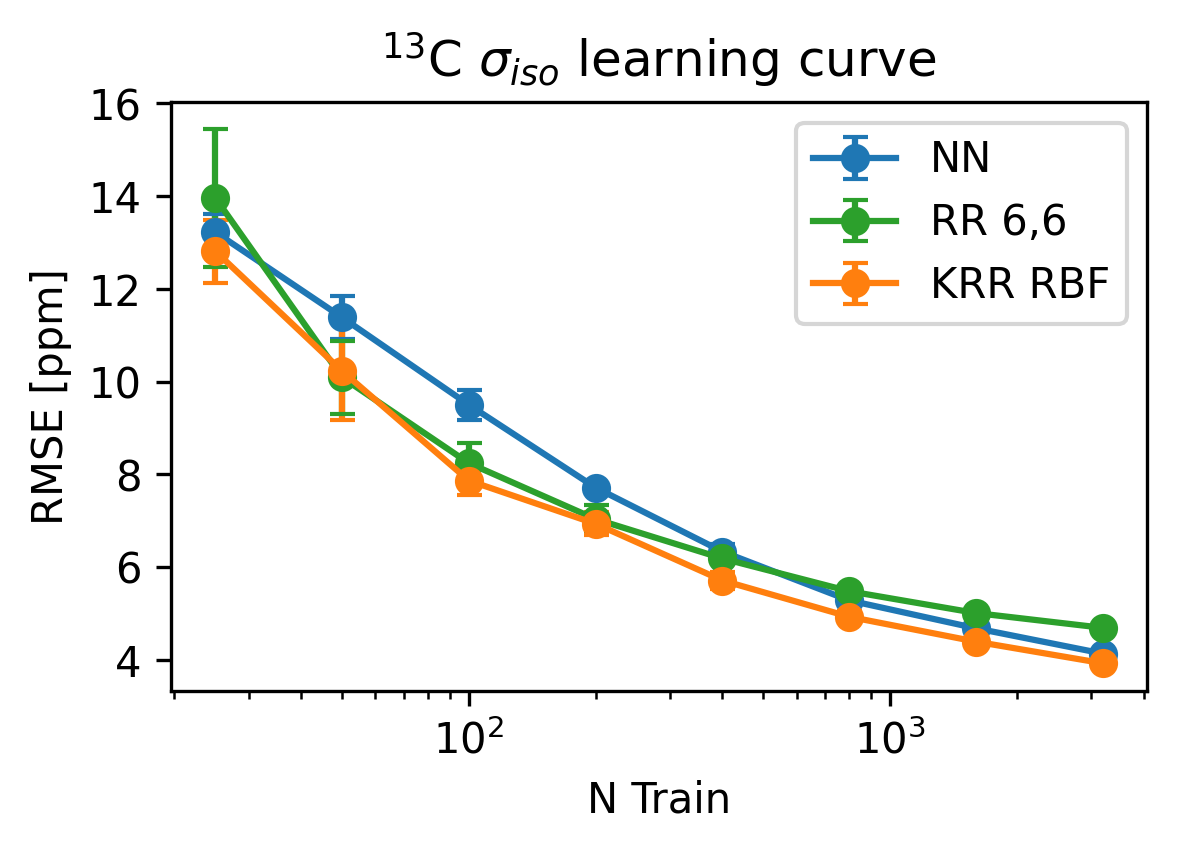 ¹³C σᵢₛₒ learning curve
RMSE [ppm]
16
14
12
10
8
6
4
NN
RR 6,6
KRR RBF
10² 10³
N Train